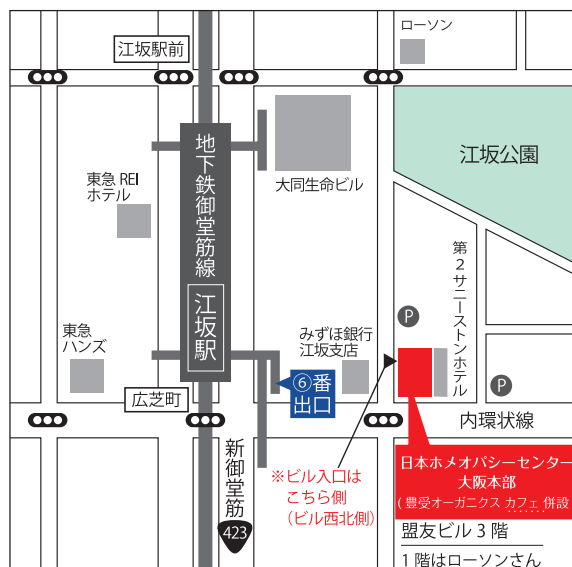 ローソン
江坂駅前
江坂公園
地下鉄御堂筋線
江坂駅
大同生命ビル
東急 REI
ホテル
第2サニーストンホテル
P
東急
ハンズ
みずほ銀行
江坂支店
⑥番
出口
P
広芝町
内環状線
新御堂筋
423
※ビル入口は
こちら側
(ビル西北側)
日本ホメオパシーセンター
大阪本部
( 豊受オーガニクス カフェ 併設
盟友ビル 3 階
1 階はローソンさん